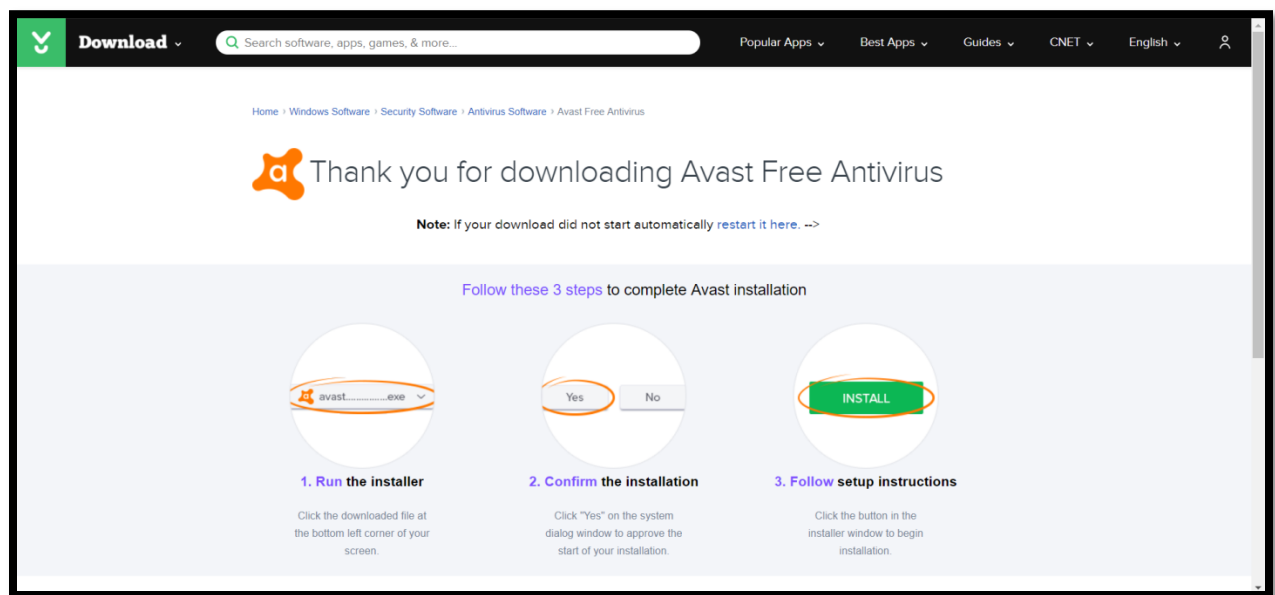 Download
Search software, apps, games, & more...
Popular Apps
Best Apps
Guides
CNET
English
Home > Windows Software > Security Software > Antivirus Software > Avast Free Antivirus
a Thank you for downloading Avast Free Antivirus
Note: If your download did not start automatically restart it here. -->
Follow these 3 steps to complete Avast installation
avast...............exe
Yes No
INSTALL
1. Run the installer
Click the downloaded file at
the bottom left corner of your
screen.
2. Confirm the installation
Click "Yes" on the system
dialog window to approve the
start of your installation.
3. Follow setup instructions
Click the button in the
installer window to begin
installation.